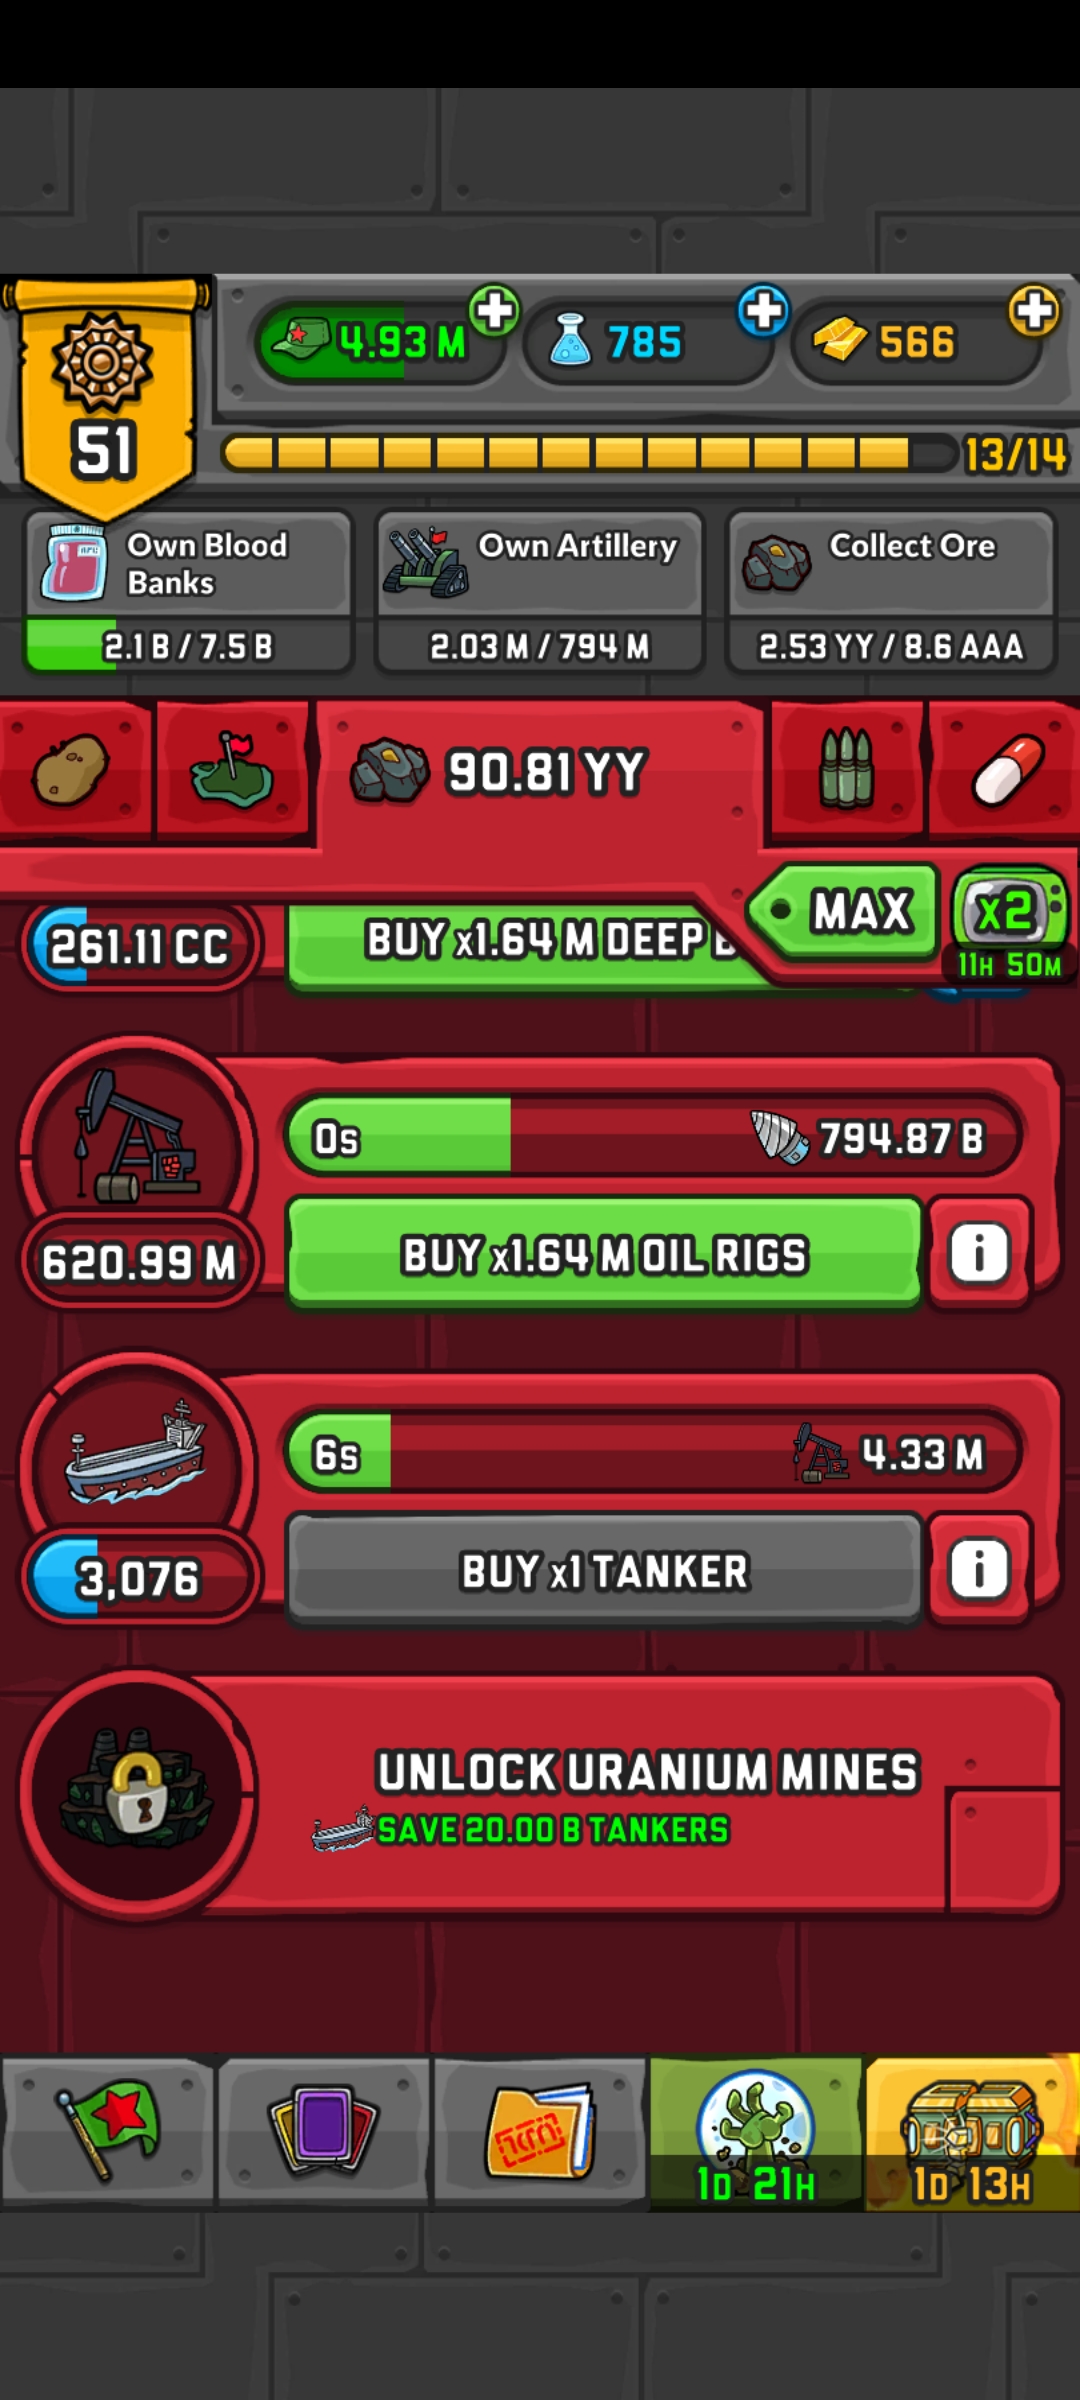 4.93 M
785
566
51
13/14
Own Blood
Banks
2.1 B / 7.5 B
Own Artillery
2.03 M / 794 M
Collect Ore
2.53 YY / 8.6 AAA
90.81 YY
MAX
x2
11H 50M
261.11 CC
BUY x1.64 M DEEP
0s
794.87 B
620.99 M
BUY x1.64 M OIL RIGS
i
6s
4.33 M
3,076
BUY x1 TANKER
i
UNLOCK URANIUM MINES
SAVE 20.00 B TANKERS
1D 21H
1D 13H